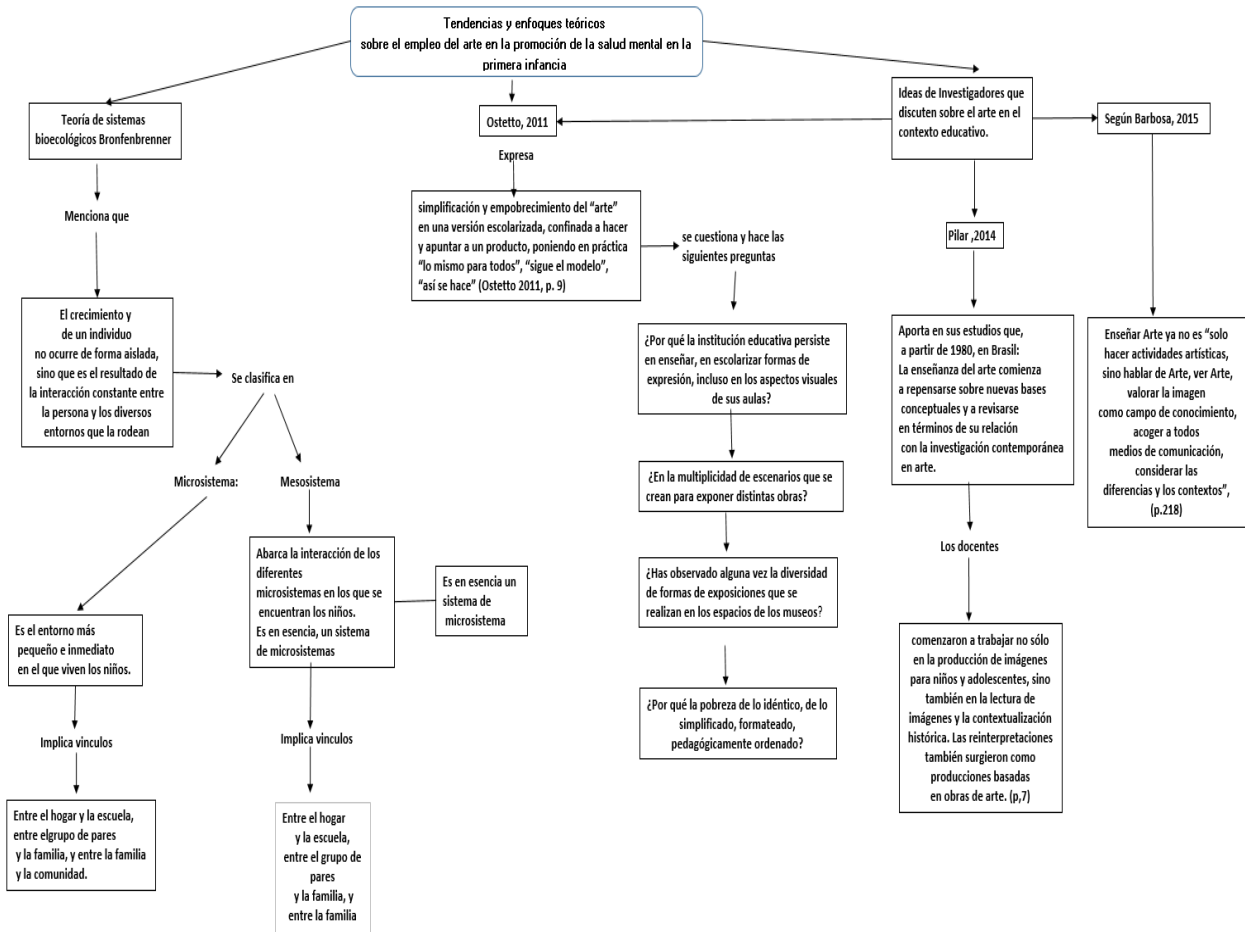 Tendencias y enfoques teóricos
sobre el empleo del arte en la promoción de la salud mental en la
primera infancia
Teoría de sistemas
bioecológicos Bronfenbrenner
Menciona que
El crecimiento y
de un individuo
no ocurre de forma aislada,
sino que es el resultado de
la interacción constante entre
la persona y los diversos
entornos que la rodean
Se clasifica en
Microsistema:
Es el entorno más
pequeño e inmediato
en el que viven los niños.
Implica vinculos
Entre el hogar y la escuela,
entre elgrupo de pares
y la familia, y entre la familia
y la comunidad.
Mesosistema
Abarca la interacción de los
diferentes
microsistemas en los que se
encuentran los niños.
Es en esencia, un sistema
de microsistemas
Es en esencia un
sistema de
microsistema
Implica vinculos
Entre el hogar
y la escuela,
entre el grupo de
pares
y la familia, y
entre la familia
Ostetto, 2011
Expresa
simplificación y empobrecimiento del “arte”
en una versión escolarizada, confinada a hacer
y apuntar a un producto, poniendo en práctica
“lo mismo para todos”, “sigue el modelo”,
“así se hace” (Ostetto 2011, p. 9)
se cuestiona y hace las
siguientes preguntas
¿Por qué la institución educativa persiste
en enseñar, en escolarizar formas de
expresión, incluso en los aspectos visuales
de sus aulas?
¿En la multiplicidad de escenarios que se
crean para exponer distintas obras?
¿Has observado alguna vez la diversidad
de formas de exposiciones que se
realizan en los espacios de los museos?
¿Por qué la pobreza de lo idéntico, de lo
simplificado, formateado,
pedagógicamente ordenado?
Ideas de Investigadores que
discuten sobre el arte en el
contexto educativo.
Pilar ,2014
Aporta en sus estudios que,
a partir de 1980, en Brasil:
La enseñanza del arte comienza
a repensarse sobre nuevas bases
conceptuales y a revisarse
en términos de su relación
con la investigación contemporánea
en arte.
Los docentes
comenzaron a trabajar no sólo
en la producción de imágenes
para niños y adolescentes, sino
también en la lectura de
imágenes y la contextualización
histórica. Las reinterpretaciones
también surgieron como
producciones basadas
en obras de arte. (p,7)
Según Barbosa, 2015
Enseñar Arte ya no es “solo
hacer actividades artísticas,
sino hablar de Arte, ver Arte,
valorar la imagen
como campo de conocimiento,
acoger a todos
medios de comunicación,
considerar las
diferencias y los contextos”,
(p.218)